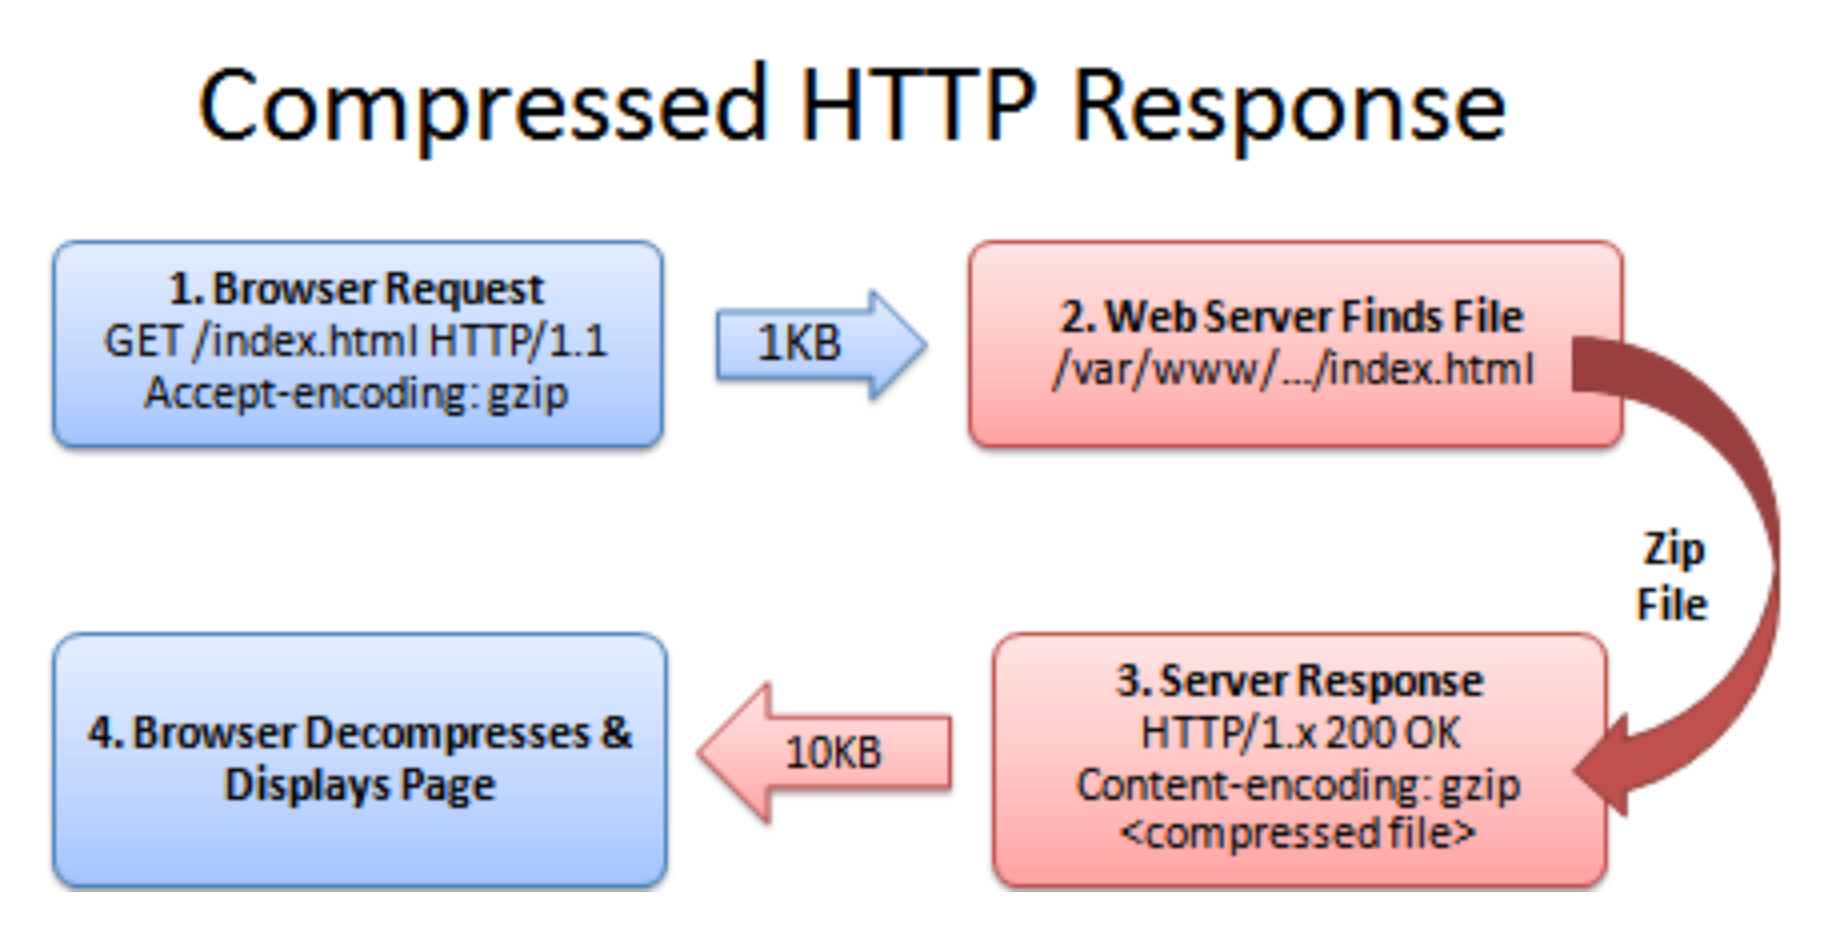 Compressed HTTP Response
1. Browser Request
GET /index.html HTTP/1.1
Accept-encoding: gzip
1KB
2. Web Server Finds File
/var/www/.../index.html
Zip
File
3. Server Response
HTTP/1.x 200 OK
Content-encoding: gzip
<compressed file>
10KB
4. Browser Decompresses &
Displays Page